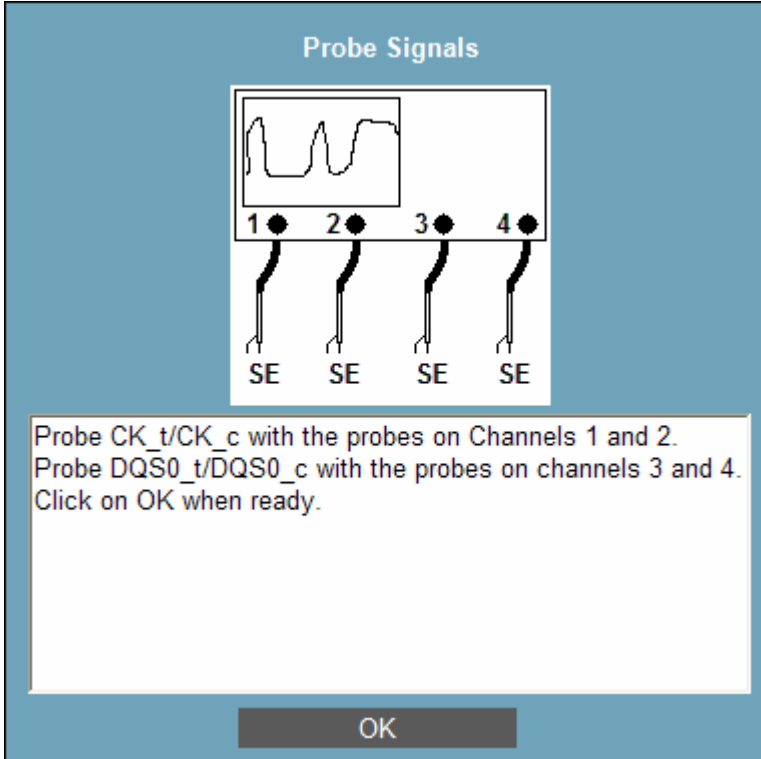 Probe Signals
1 2 3 4
SE SE SE SE
Probe CK_t/CK_c with the probes on Channels 1 and 2.
Probe DQS0_t/DQS0_c with the probes on channels 3 and 4.
Click on OK when ready.
OK